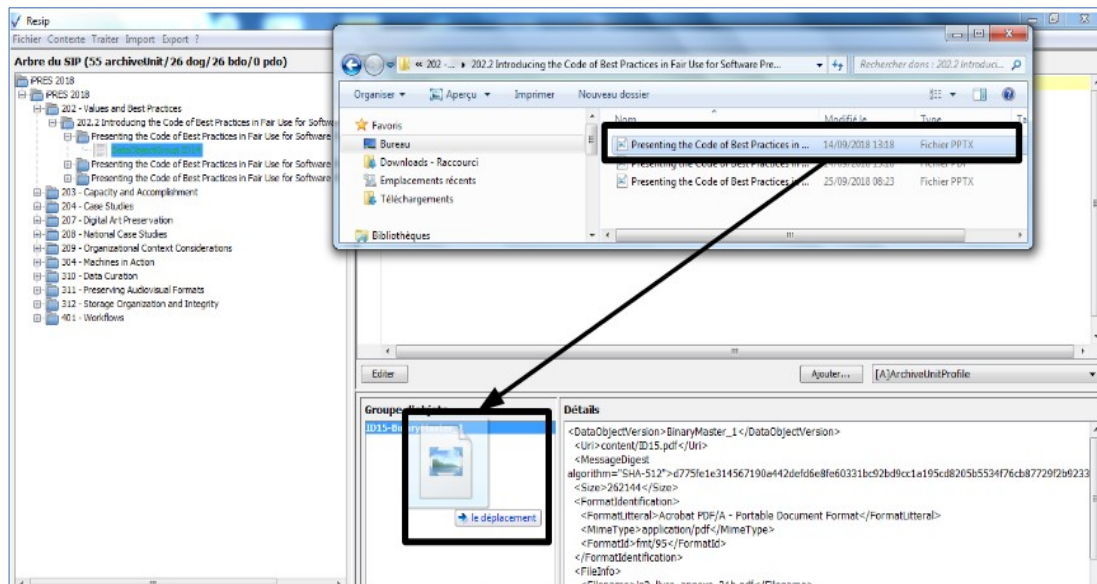 Resip
Fichier Contexte Traiter Import Export ?
Arbre du SIP (55 archiveUnit/26 dog/26 bdo/0 pdo)
PRES 2018
PRES 2018
202 - Values and Best Practices
202.2 Introducing the Code of Best Practices in Fair Use for Softwa
Presenting the Code of Best Practices in Fair Use for Software
Presenting the Code of Best Practices in Fair Use for Software
Presenting the Code of Best Practices in Fair Use for Software
203 - Capacity and Accomplishment
204 - Case Studies
207 - Digital Art Preservation
208 - National Case Studies
209 - Organizational Context Considerations
304 - Machines in Action
310 - Data Curation
311 - Preserving Audiovisual Formats
312 - Storage Organization and Integrity
401 - Workflows
« 202 -... ▸ 202.2 Introducing the Code of Best Practices in Fair Use for Software Pre...
Rechercher dans : 202.2 Introduci...
Organiser Aperçu Imprimer Nouveau dossier
Favoris
Bureau
Downloads - Raccourci
Emplacements récents
Téléchargements
Bibliothèques
Nom Modifié le Type Ta
Presenting the Code of Best Practices in ... 14/09/2018 13:18 Fichier PPTX
Presenting the Code of Best Practices in ... Fichier PDF
Presenting the Code of Best Practices in ... 25/09/2018 08:23 Fichier PPTX
Editer
Ajouter... [A]ArchiveUnitProfile
Groupe d'objets
ID15-BinaryMaster_1
le déplacement
Détails
<DataObjectVersion>BinaryMaster_1</DataObjectVersion>
<Uri>content/ID15.pdf</Uri>
<MessageDigest
algorithm="SHA-512">d775fe1e314567190a442defd6e8fe60331bc92bd9cc1a195cd8205b5534f76cb87729f2b9233
<Size>262144</Size>
<FormatIdentification>
<FormatLitteral>Acrobat PDF/A - Portable Document Format</FormatLitteral>
<MimeType>application/pdf</MimeType>
<FormatId>fmt/95</FormatId>
</FormatIdentification>
<FileInfo>